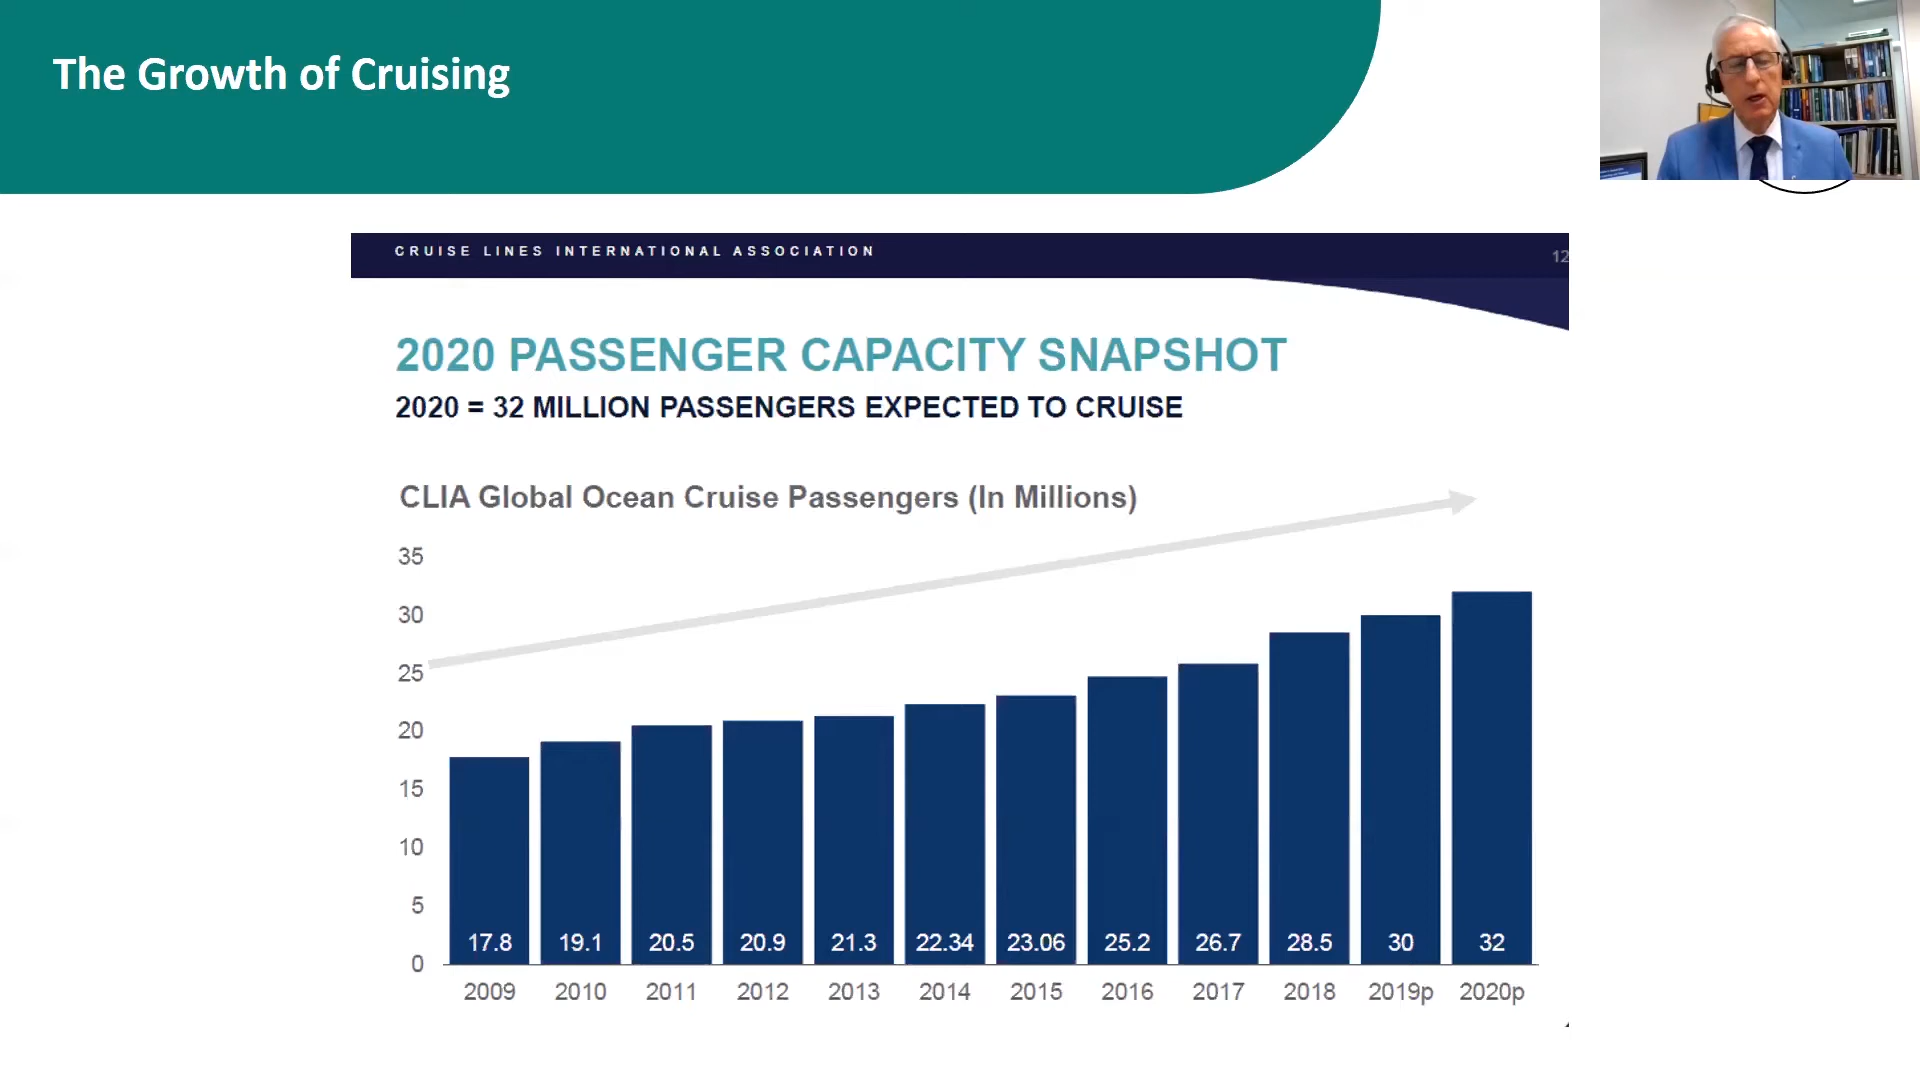 The Growth of Cruising
CRUISE LINES INTERNATIONAL ASSOCIATION
12
2020 PASSENGER CAPACITY SNAPSHOT
2020 = 32 MILLION PASSENGERS EXPECTED TO CRUISE
CLIA Global Ocean Cruise Passengers (In Millions)
35
30
25
20
15
10
5
0
17.8 19.1 20.5 20.9 21.3 22.34 23.06 25.2 26.7 28.5 30 32
2009 2010 2011 2012 2013 2014 2015 2016 2017 2018 2019p 2020p